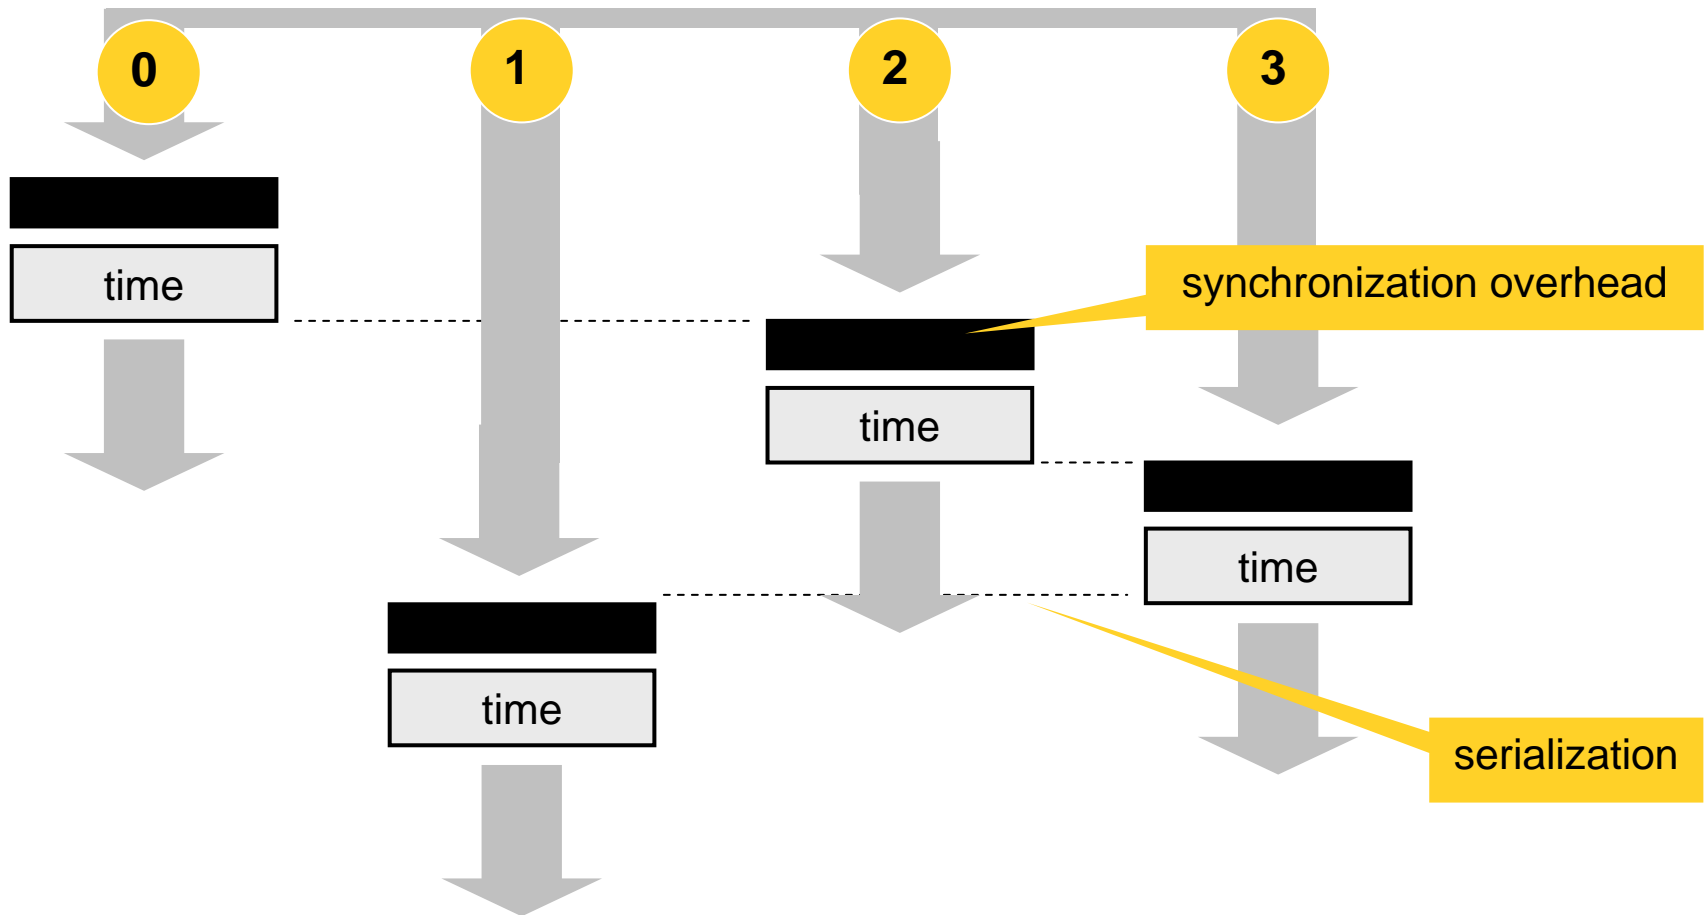 0
1
2
3
time
synchronization overhead
time
time
time
serialization